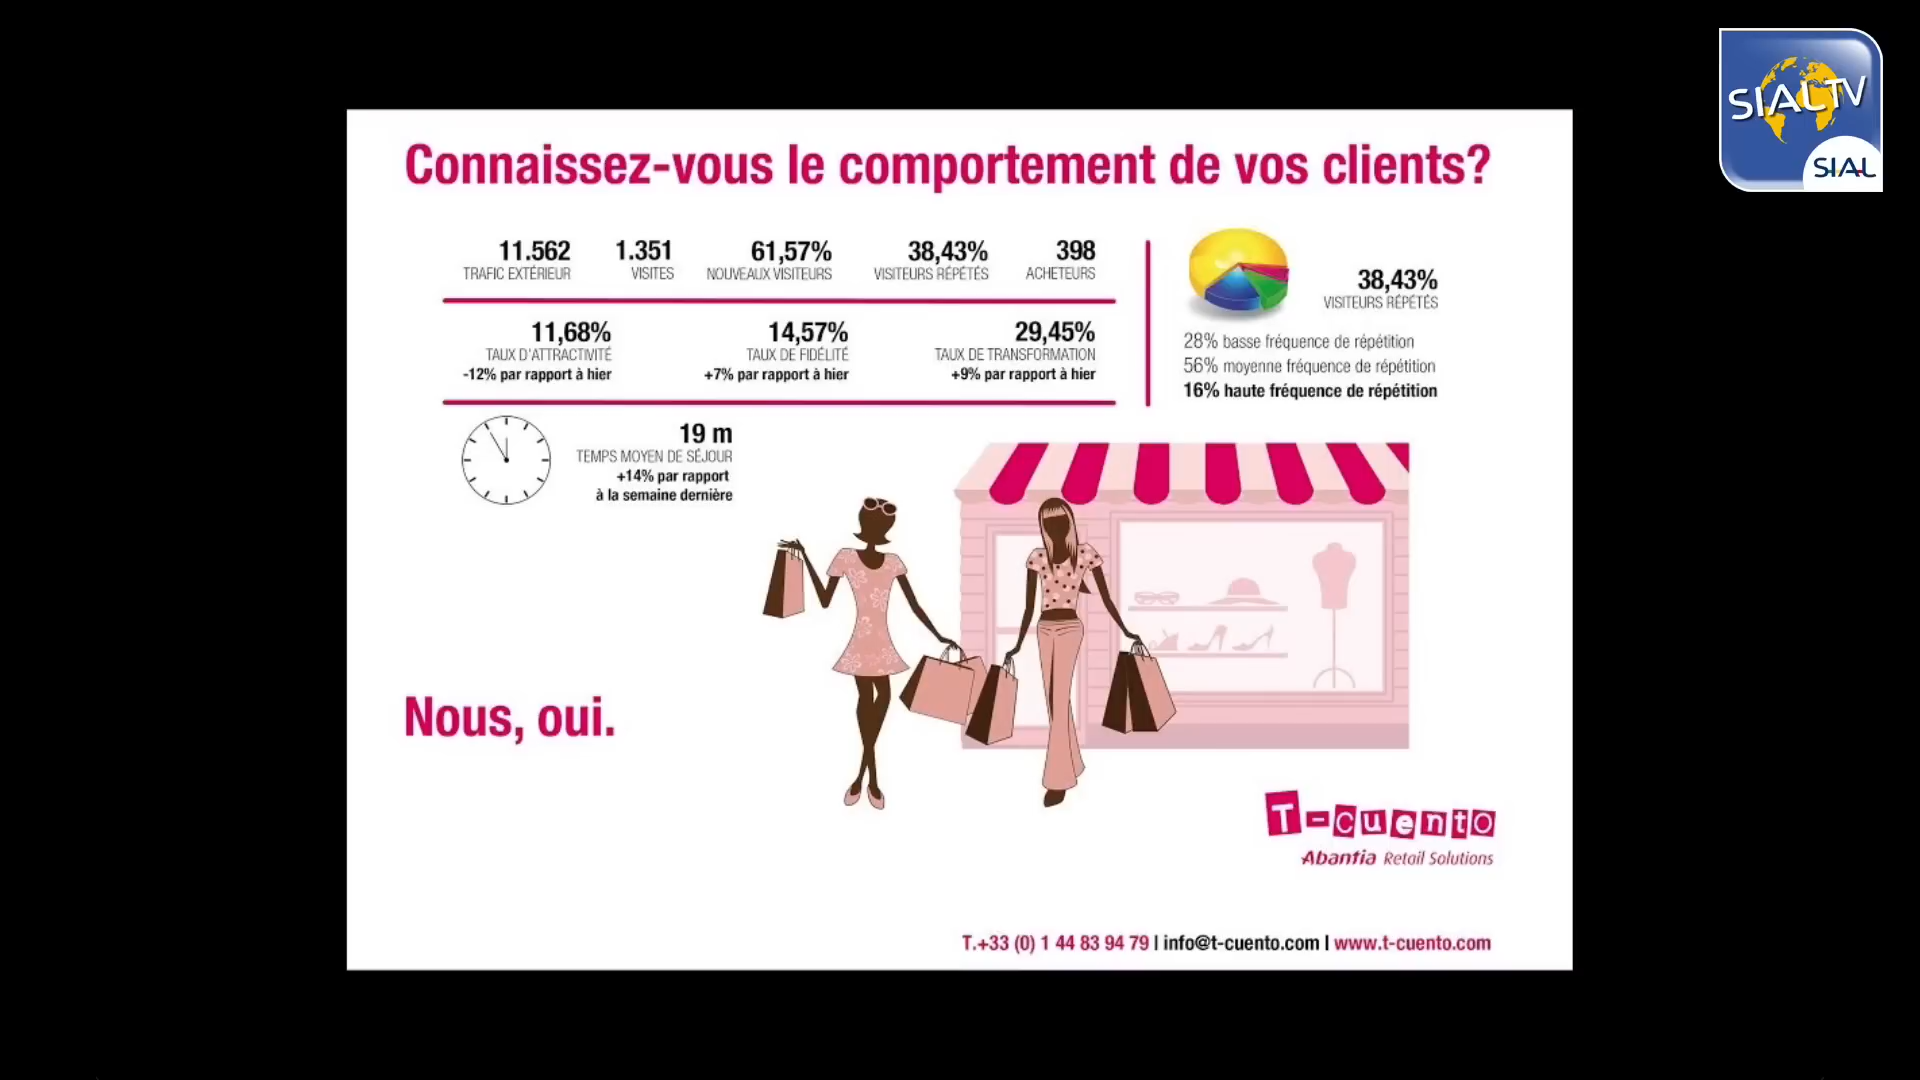 SIAL TV
SIAL
Connaissez-vous le comportement de vos clients?
11.562 1.351 61,57% 38,43% 398
TRAFIC EXTÉRIEUR VISITES NOUVEAUX VISITEURS VISITEURS RÉPÉTÉS ACHETEURS
11,68% 14,57% 29,45%
TAUX D'ATTRACTIVITÉ TAUX DE FIDÉLITÉ TAUX DE TRANSFORMATION
-12% par rapport à hier +7% par rapport à hier +9% par rapport à hier
38,43%
VISITEURS RÉPÉTÉS
28% basse fréquence de répétition
56% moyenne fréquence de répétition
16% haute fréquence de répétition
19 m
TEMPS MOYEN DE SÉJOUR
+14% par rapport
à la semaine dernière
Nous, oui.
T-cuento
Abantia Retail Solutions
T.+33 (0) 1 44 83 94 79 | info@t-cuento.com | www.t-cuento.com